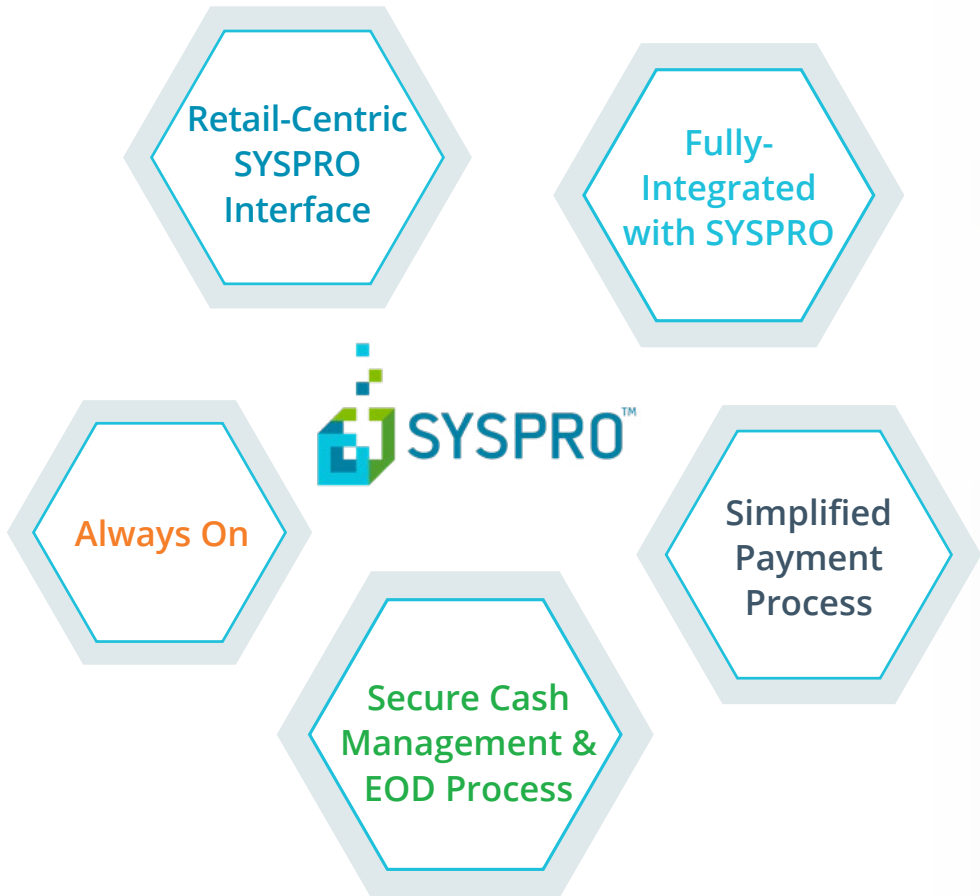 Retail-Centric
SYSPRO
Interface
Fully-
Integrated
with SYSPRO
SYSPRO™
Always On
Simplified
Payment
Process
Secure Cash
Management &
EOD Process